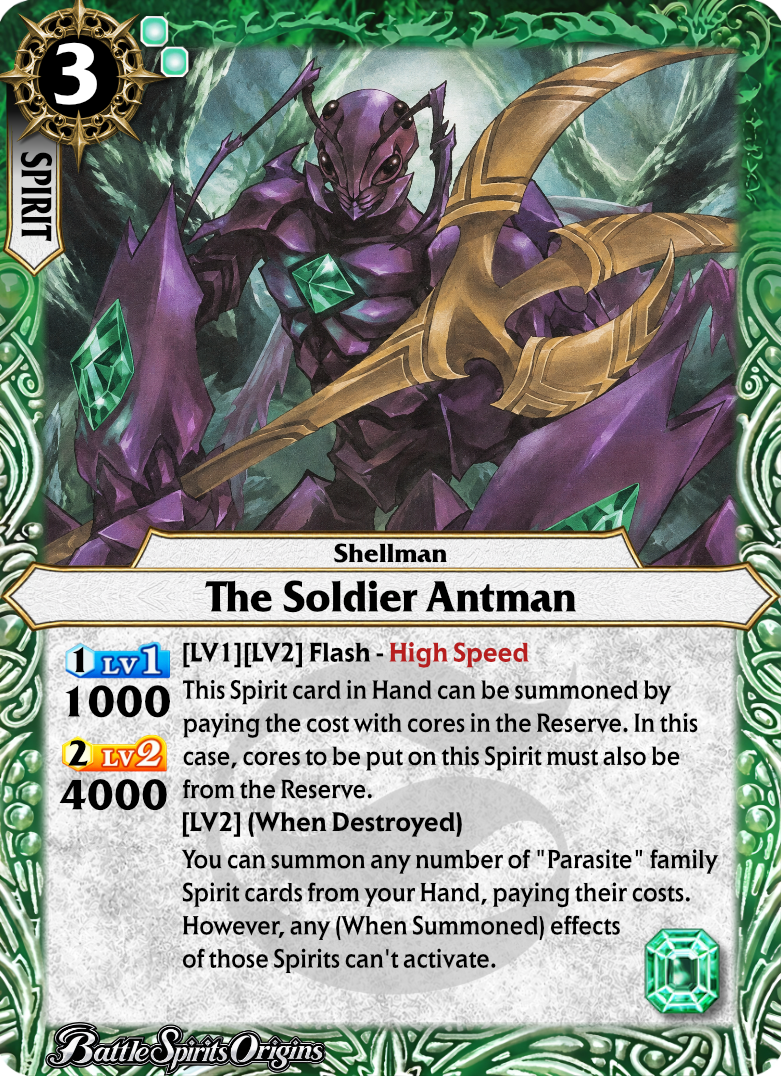 3
SPIRIT
Shellman
The Soldier Antman
1 LV1
1000
2 LV2
4000
[LV1][LV2] Flash - High Speed
This Spirit card in Hand can be summoned by
paying the cost with cores in the Reserve. In this
case, cores to be put on this Spirit must also be
from the Reserve.
[LV2] (When Destroyed)
You can summon any number of "Parasite" family
Spirit cards from your Hand, paying their costs.
However, any (When Summoned) effects
of those Spirits can't activate.
Battle Spirits Origins